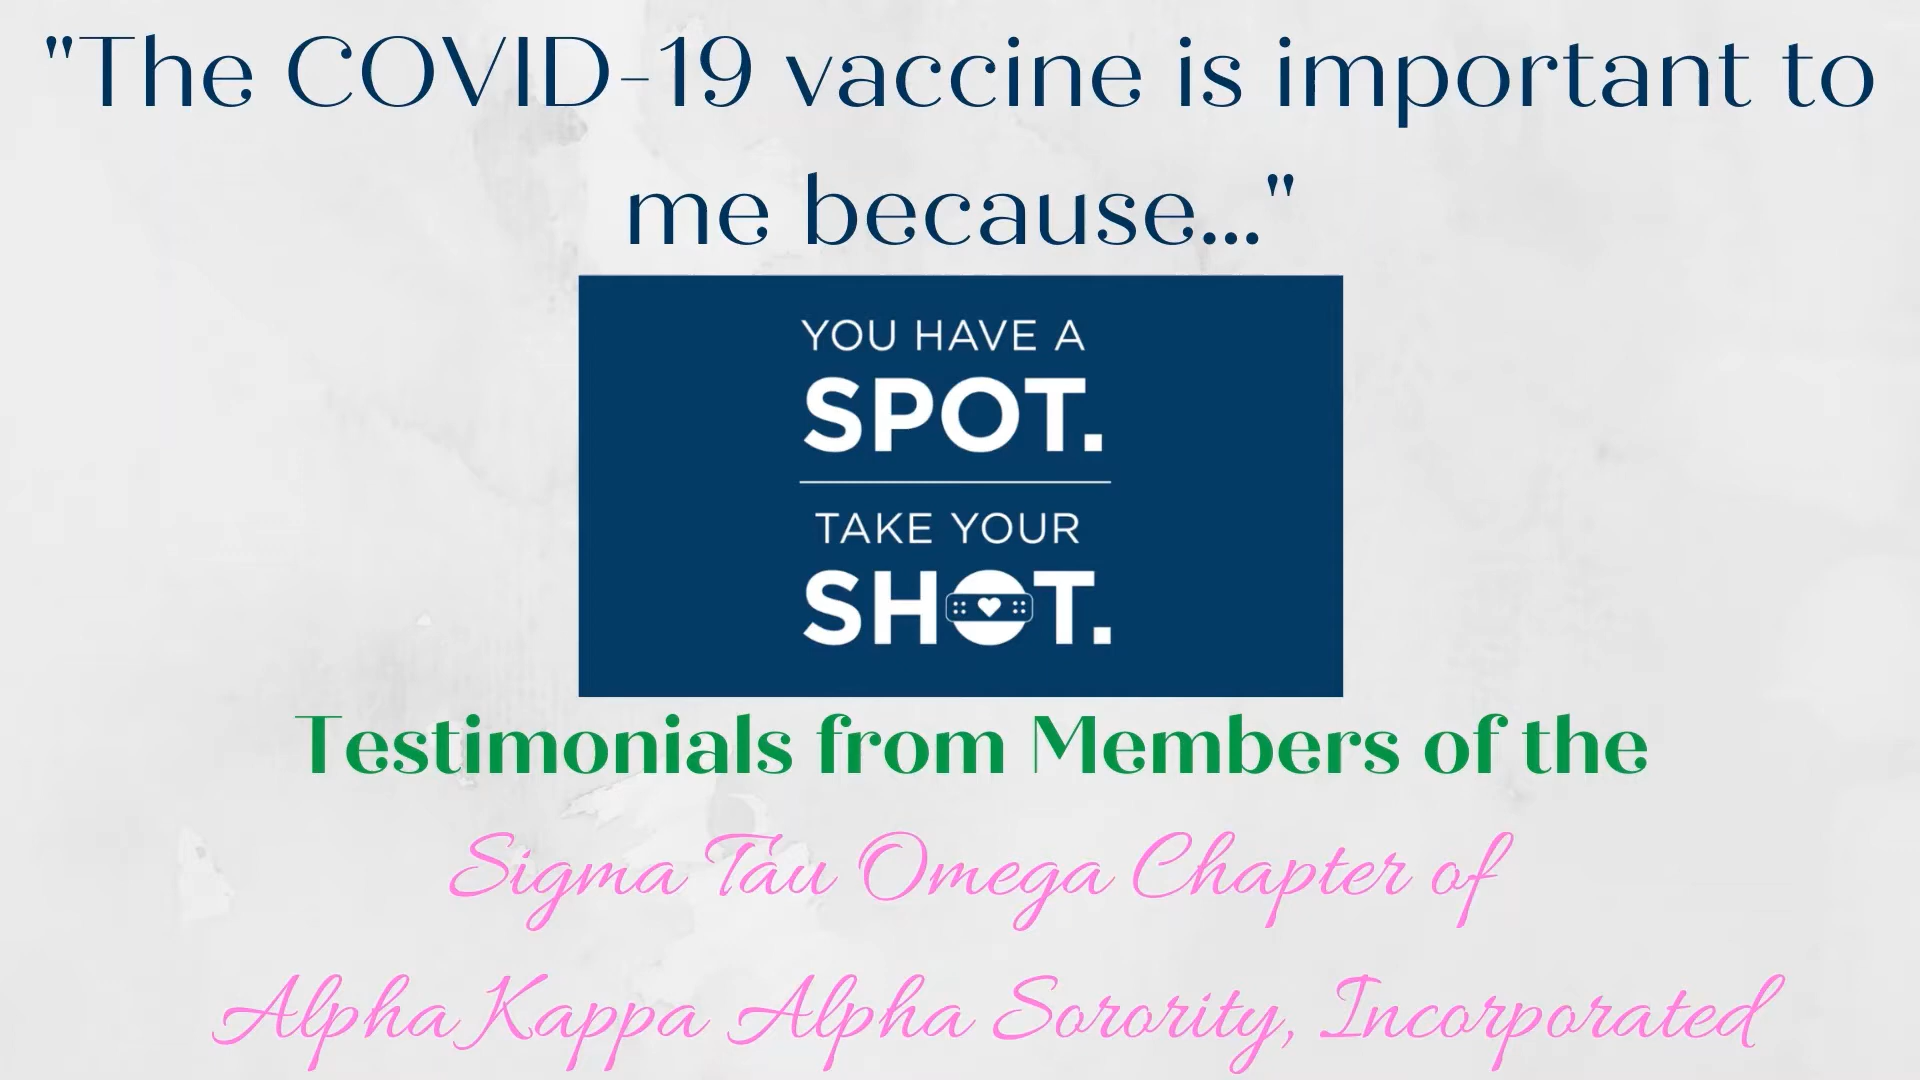 "The COVID-19 vaccine is important to
me because..."
YOU HAVE A
SPOT.
TAKE YOUR
SHOT.
Testimonials from Members of the
Sigma Tau Omega Chapter of
Alpha Kappa Alpha Sorority, Incorporated